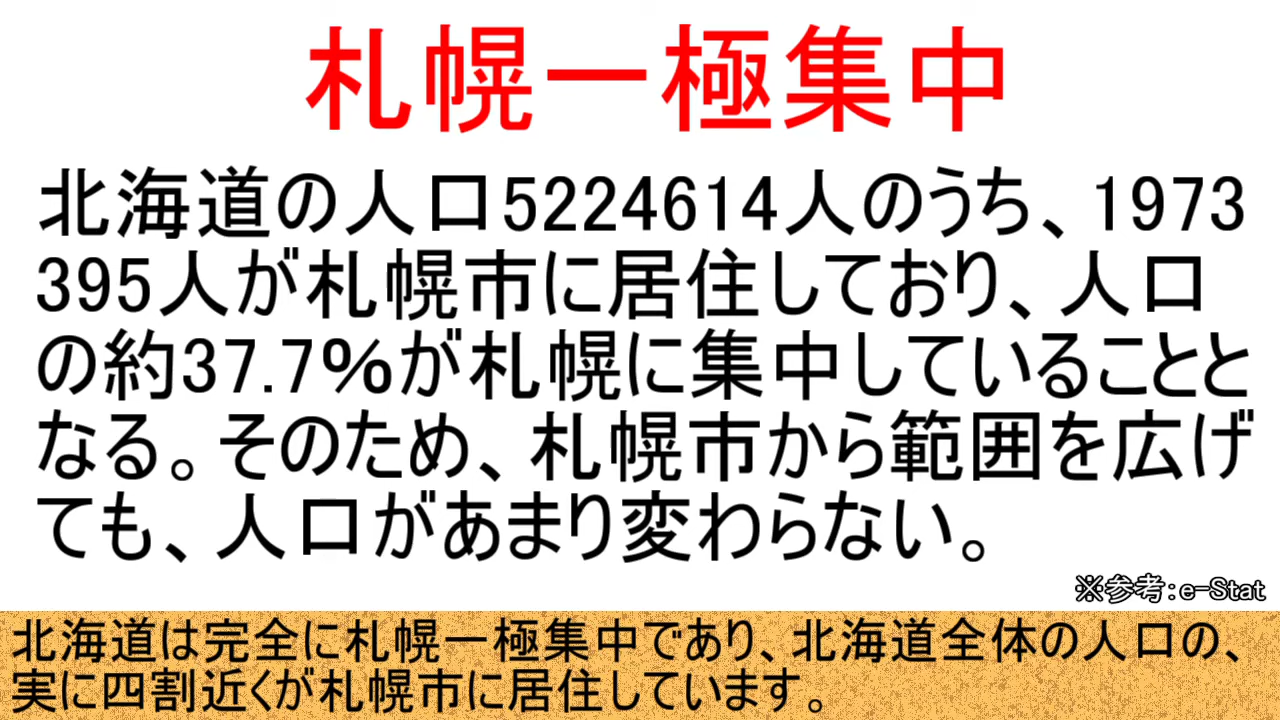 札幌一極集中
北海道の人口5224614人のうち、1973
395人が札幌市に居住しており、人口
の約37.7%が札幌に集中していることと
なる。そのため、札幌市から範囲を広げ
ても、人口があまり変わらない。
※参考:e-Stat
北海道は完全に札幌一極集中であり、北海道全体の人口の、
実に四割近くが札幌市に居住しています。